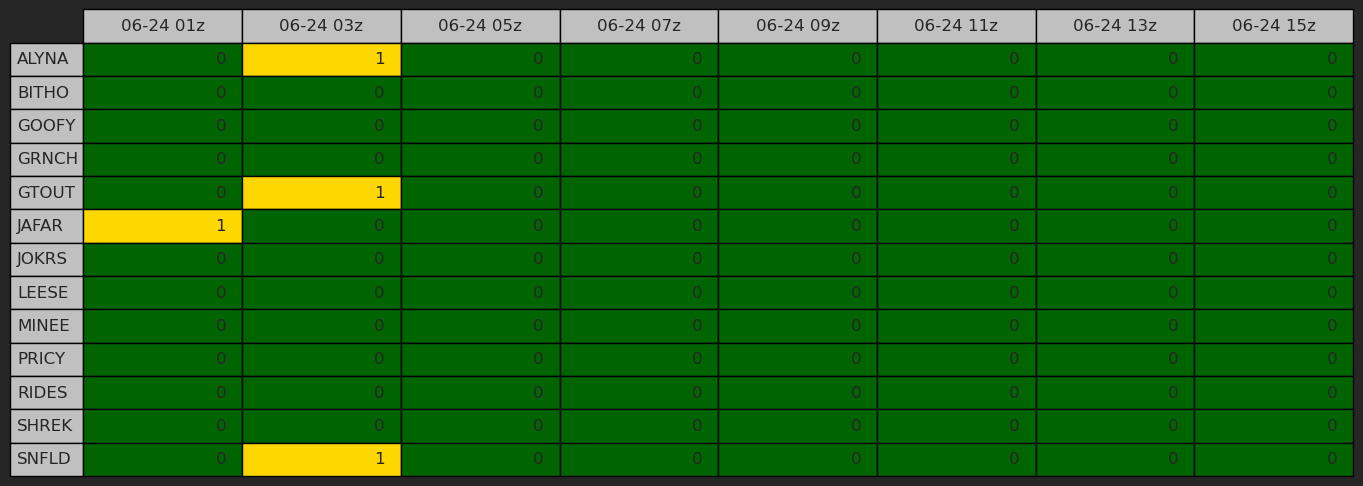 06-24 01z 06-24 03z 06-24 05z 06-24 07z 06-24 09z 06-24 11z 06-24 13z 06-24 15z
ALYNA 0 1 0 0 0 0 0 0
BITHO 0 0 0 0 0 0 0 0
GOOFY 0 0 0 0 0 0 0 0
GRNCH 0 0 0 0 0 0 0 0
GTOUT 0 1 0 0 0 0 0 0
JAFAR 1 0 0 0 0 0 0 0
JOKRS 0 0 0 0 0 0 0 0
LEESE 0 0 0 0 0 0 0 0
MINEE 0 0 0 0 0 0 0 0
PRICY 0 0 0 0 0 0 0 0
RIDES 0 0 0 0 0 0 0 0
SHREK 0 0 0 0 0 0 0 0
SNFLD 0 1 0 0 0 0 0 0